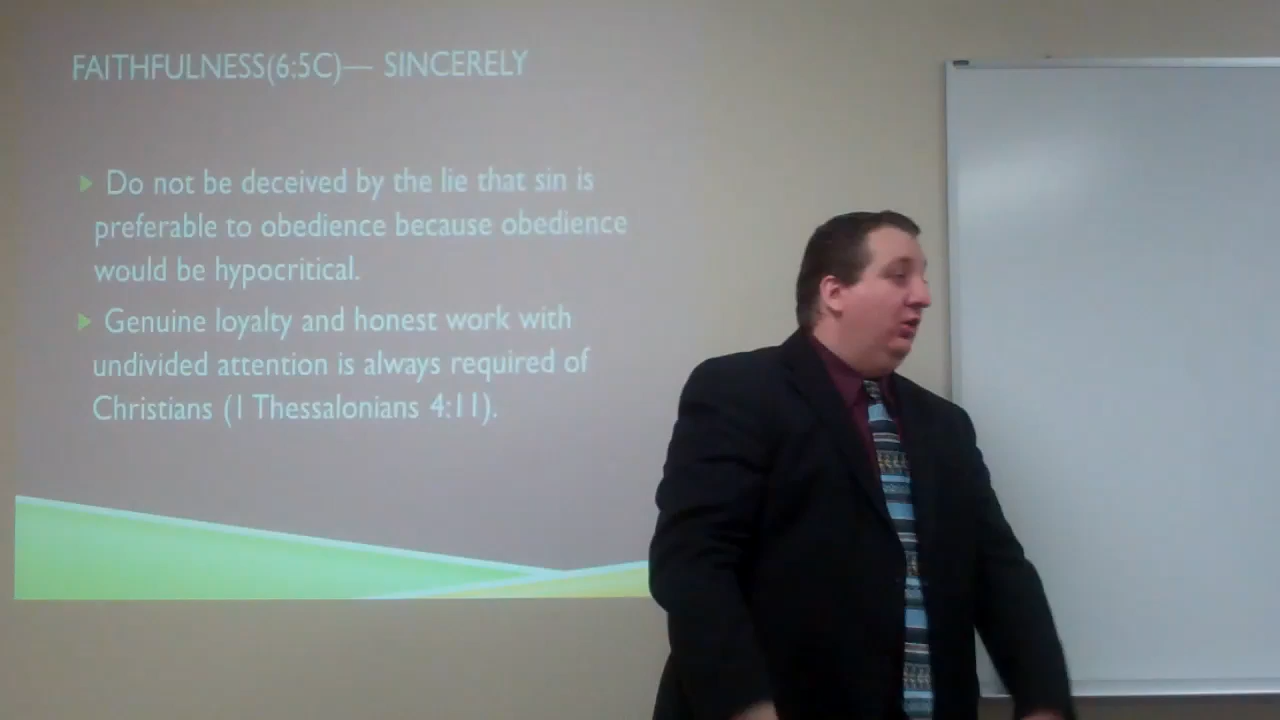 FAITHFULNESS(6:5C)— SINCERELY
Do not be deceived by the lie that sin is
preferable to obedience because obedience
would be hypocritical.
Genuine loyalty and honest work with
undivided attention is always required of
Christians (1 Thessalonians 4:11).